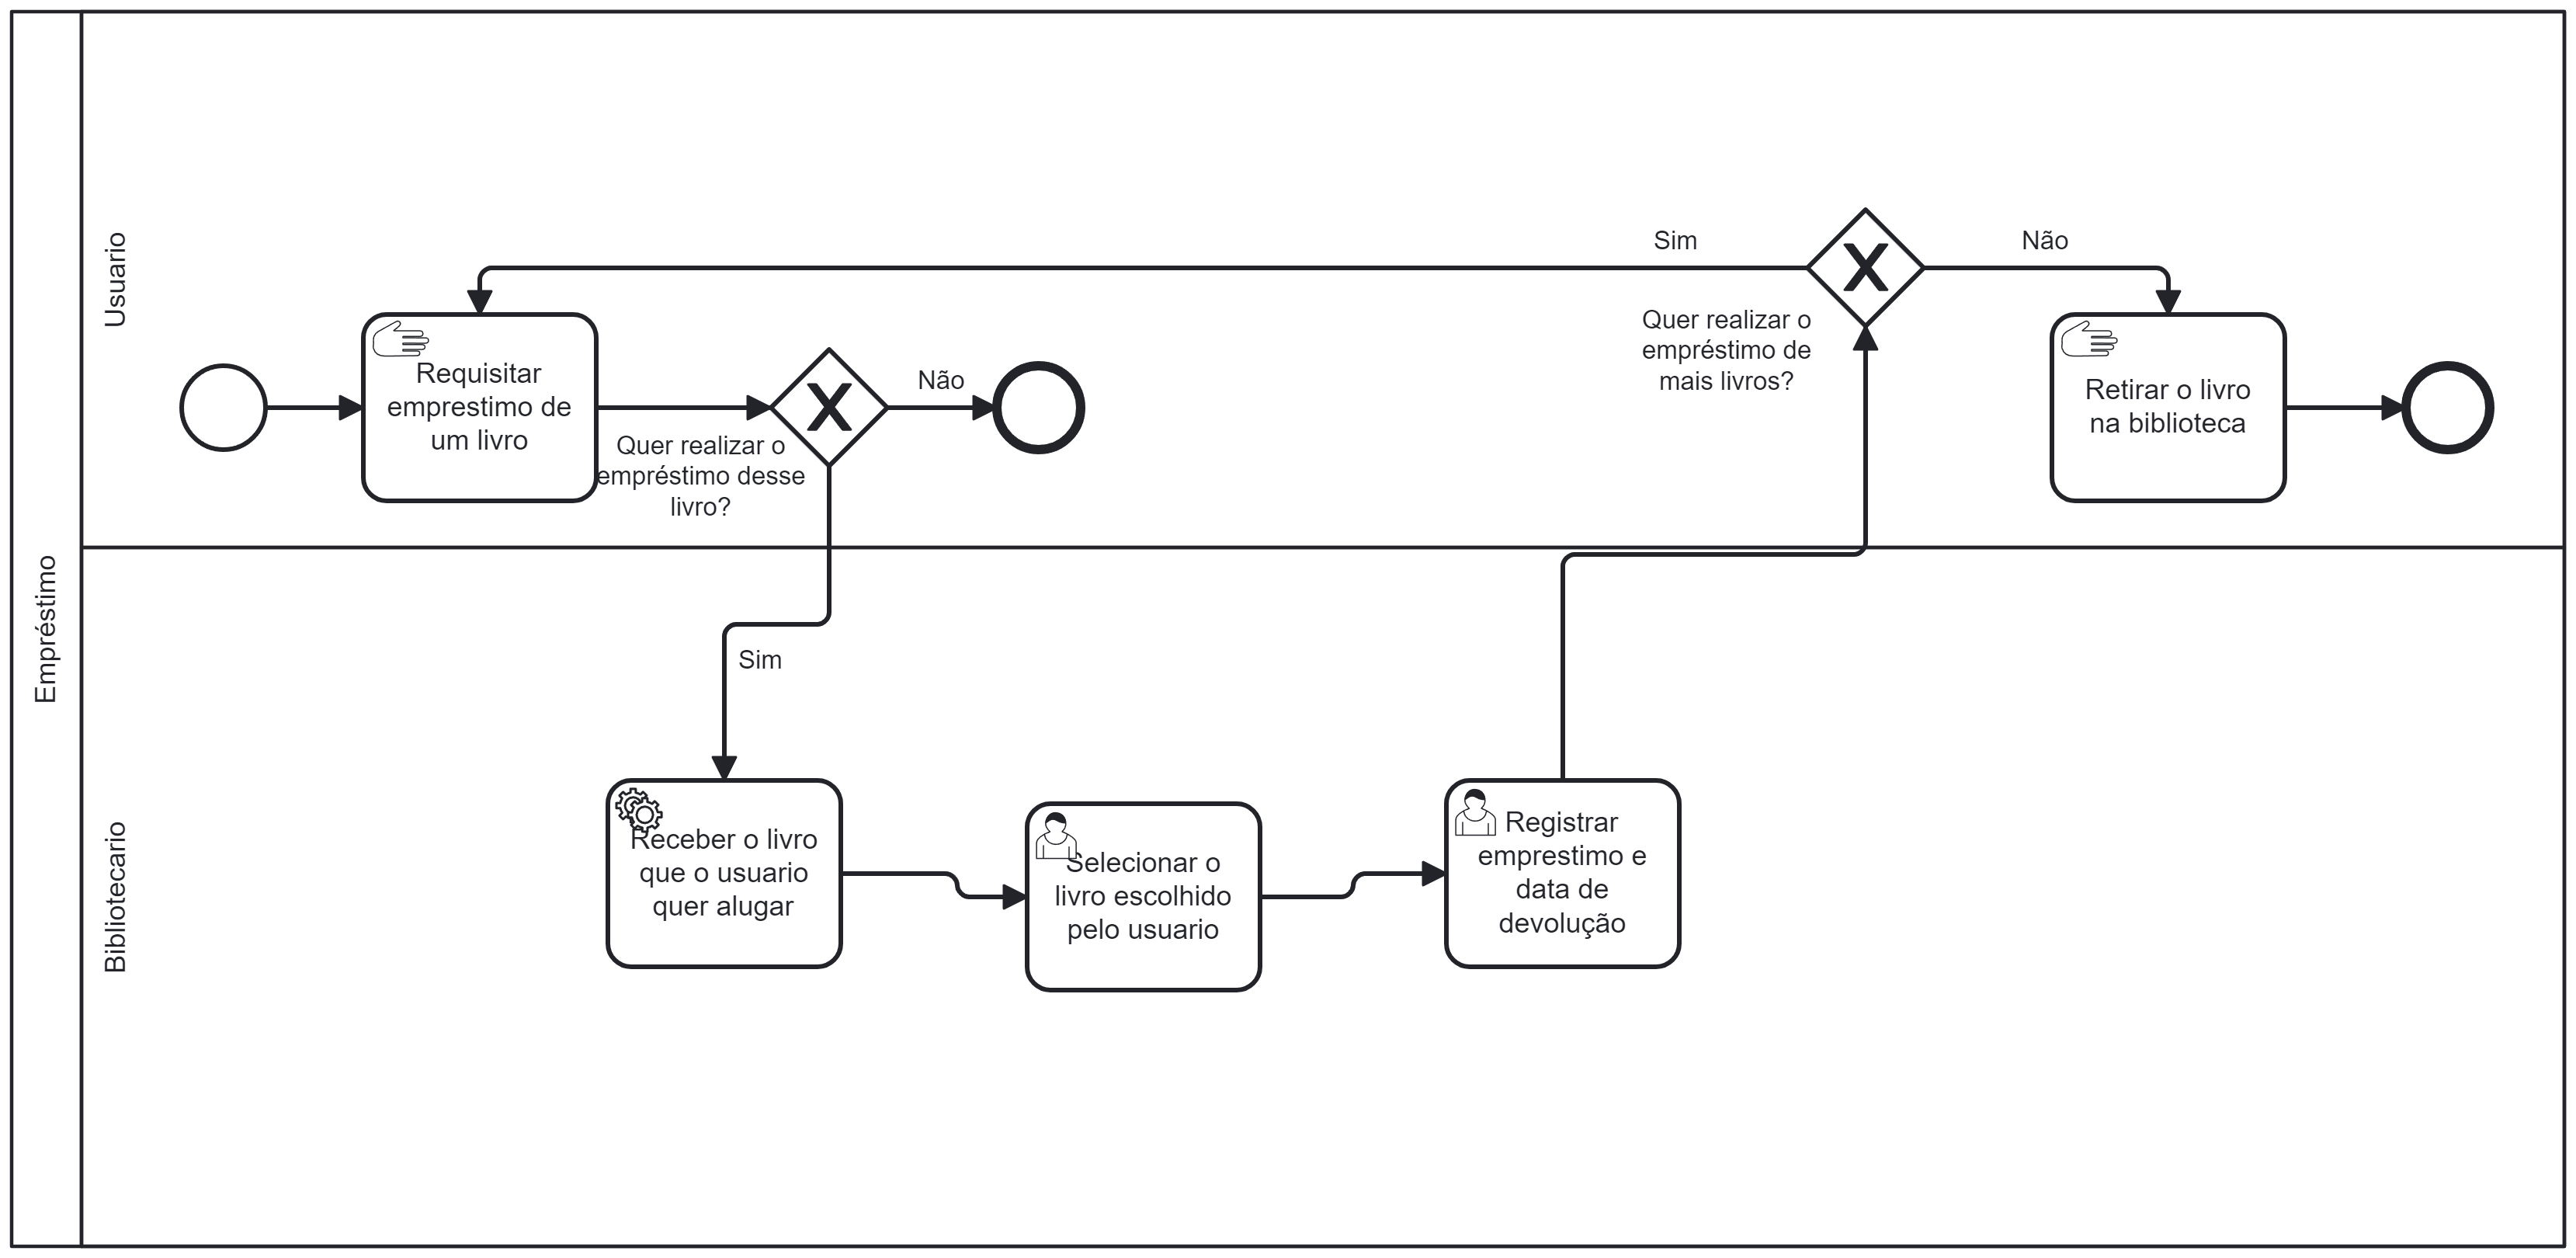 Empréstimo
Usuario
Requisitar
emprestimo de
um livro
Quer realizar o
empréstimo desse
livro?
Não
Sim
Quer realizar o
empréstimo de
mais livros?
Não
Retirar o livro
na biblioteca
Bibliotecario
Sim
Receber o livro
que o usuario
quer alugar
Selecionar o
livro escolhido
pelo usuario
Registrar
emprestimo e
data de
devolução